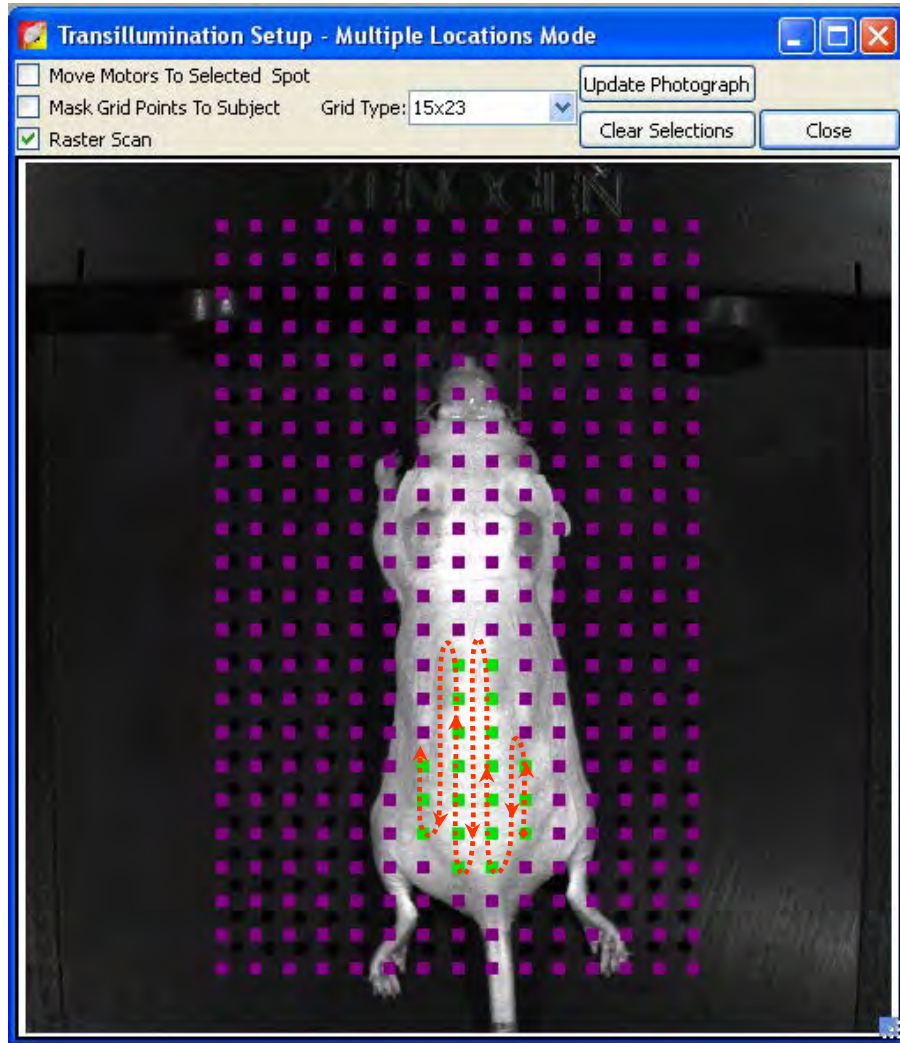 Transillumination Setup - Multiple Locations Mode
Move Motors To Selected Spot
Mask Grid Points To Subject
Grid Type: 15x23
Update Photograph
Raster Scan
Clear Selections
Close
XENOGEN